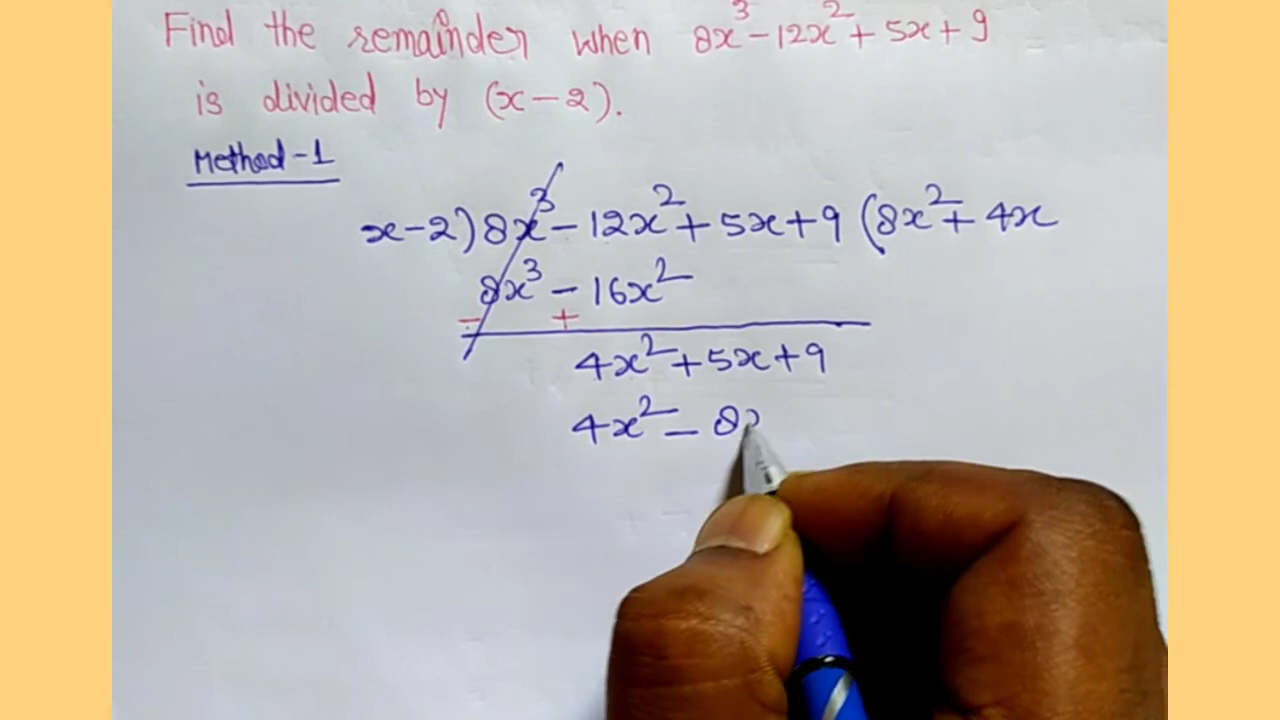 Find the remainder when 8x³ - 12x² + 5x + 9
is divided by (x - 2).
Method - 1
x - 2) 8x³ - 12x² + 5x + 9 (8x² + 4x
8x³ - 16x²
- +
4x² + 5x + 9
4x² - 8x